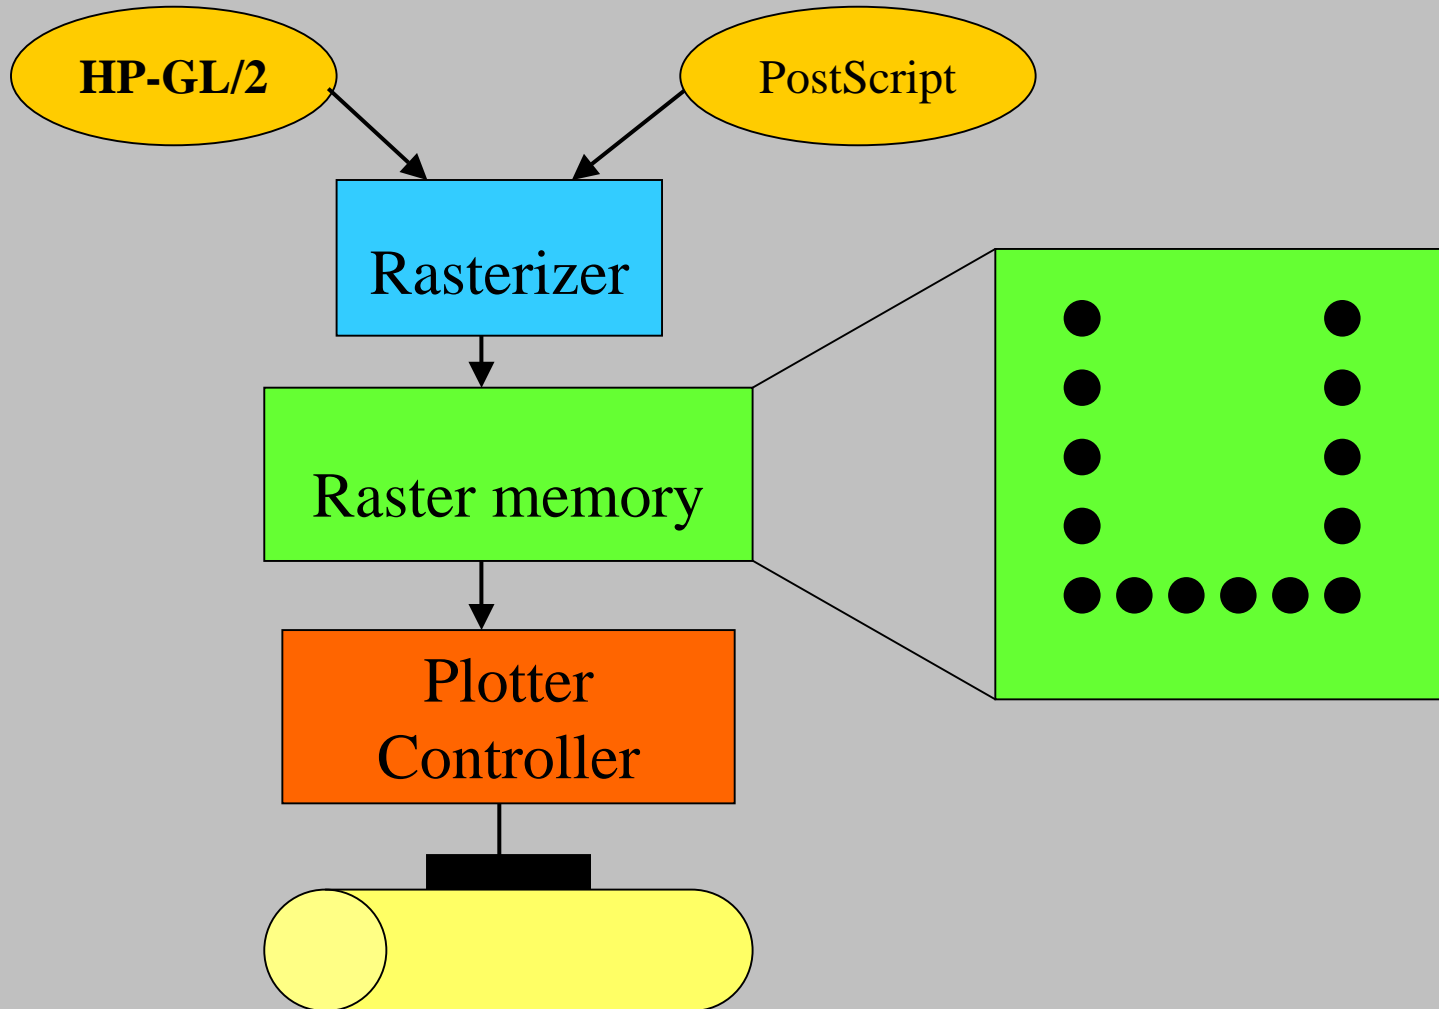 HP-GL/2
PostScript
Rasterizer
Raster memory
Plotter
Controller